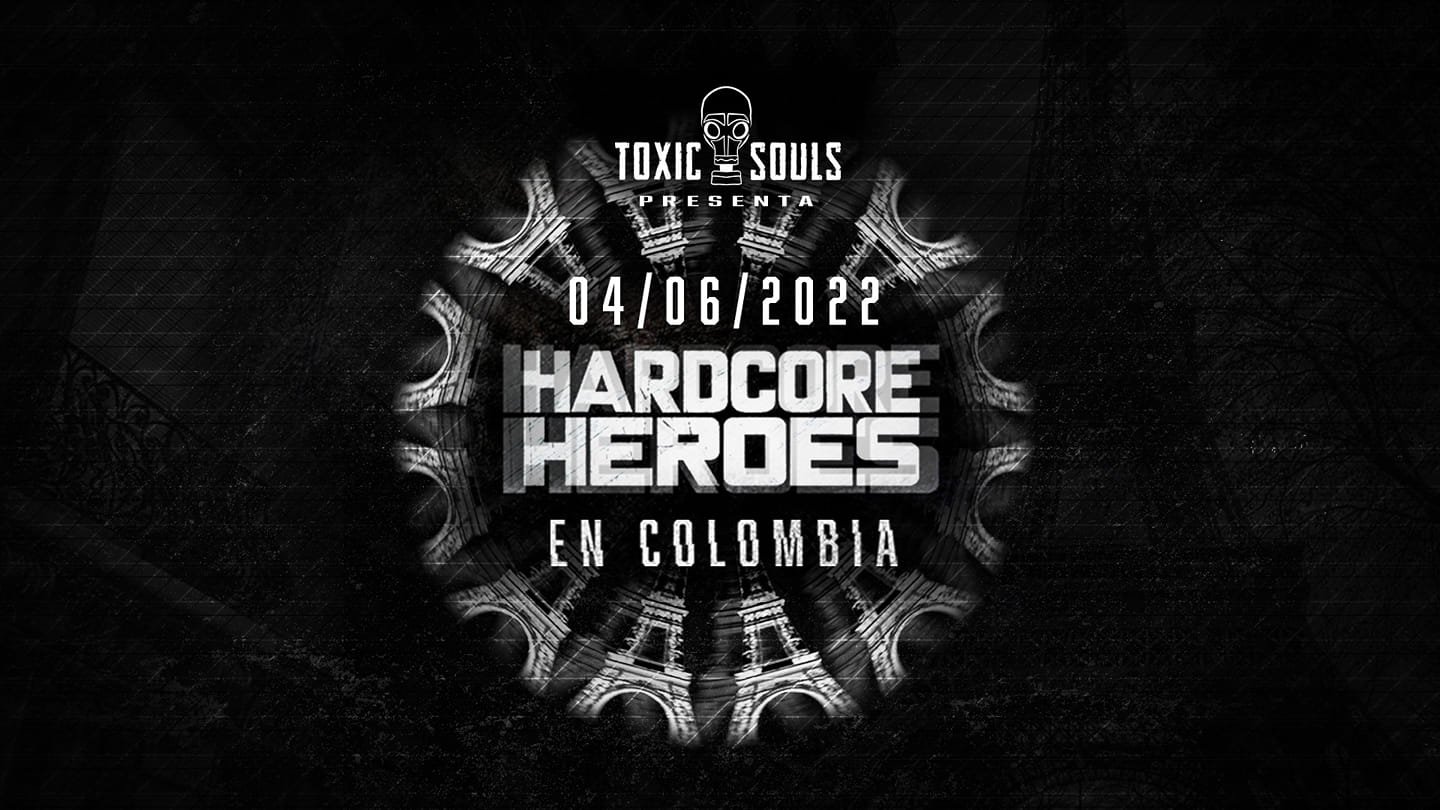 TOXIC SOULS
PRESENTA
04/06/2022
HARDCORE
HEROES
EN COLOMBIA